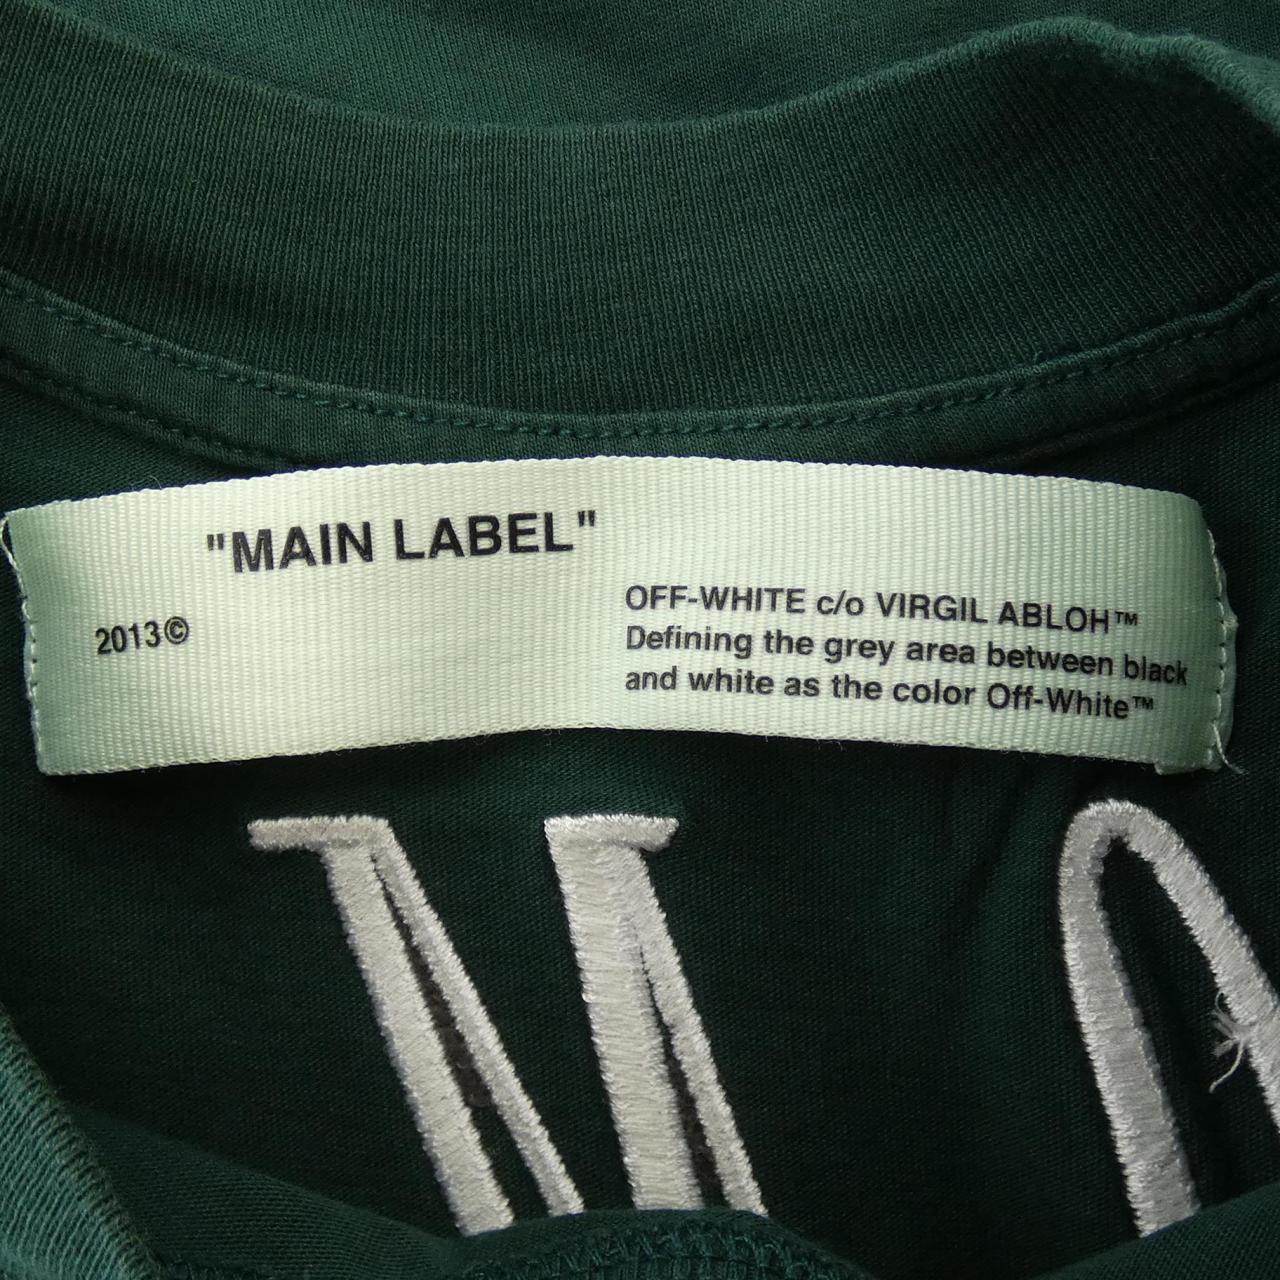 "MAIN LABEL"
2013©
OFF-WHITE c/o VIRGIL ABLOH™
Defining the grey area between black
and white as the color Off-White™